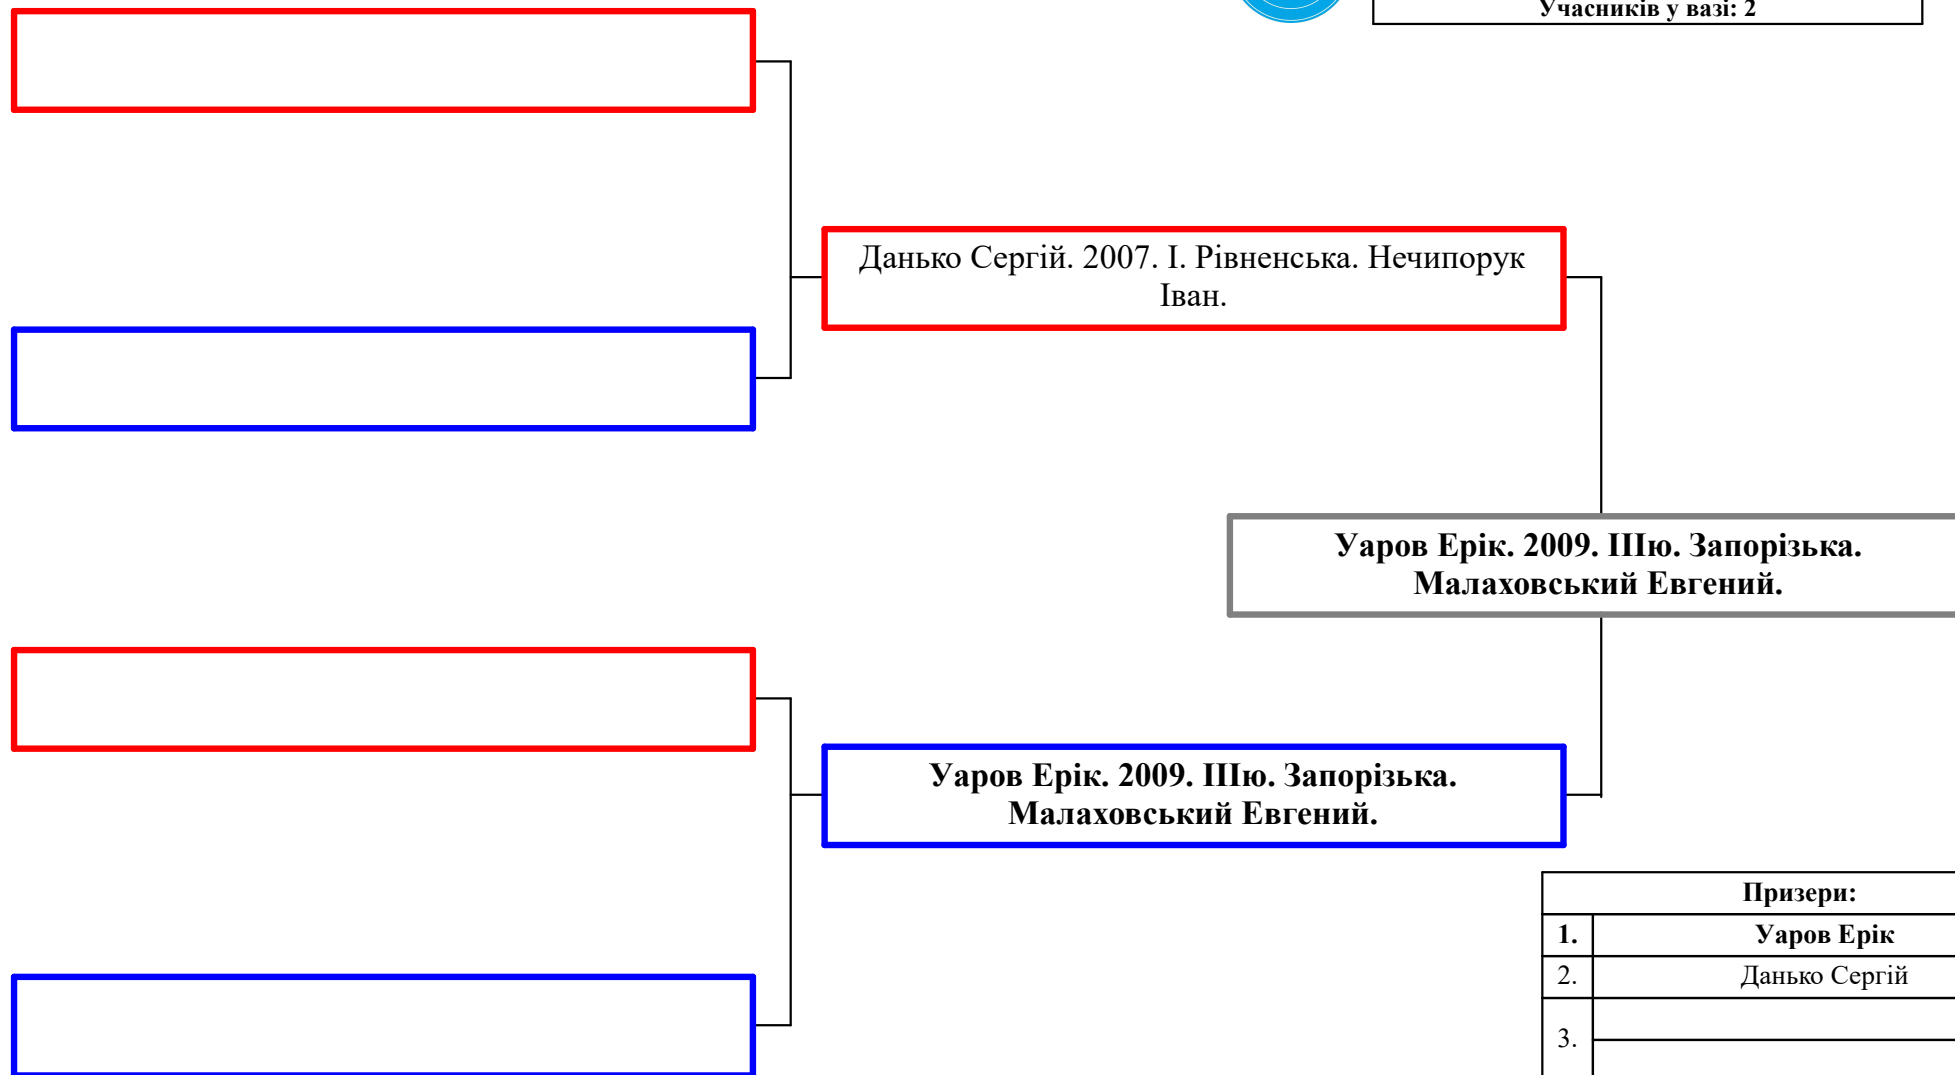 Учасників у вазі: 2
Данько Сергій. 2007. І. Рівненська. Нечипорук
Іван.
Уаров Ерік. 2009. ІІІю. Запорізька.
Малаховський Евгений.
Уаров Ерік. 2009. ІІІю. Запорізька.
Малаховський Евгений.
Призери:
1. Уаров Ерік
2. Данько Сергій
3.